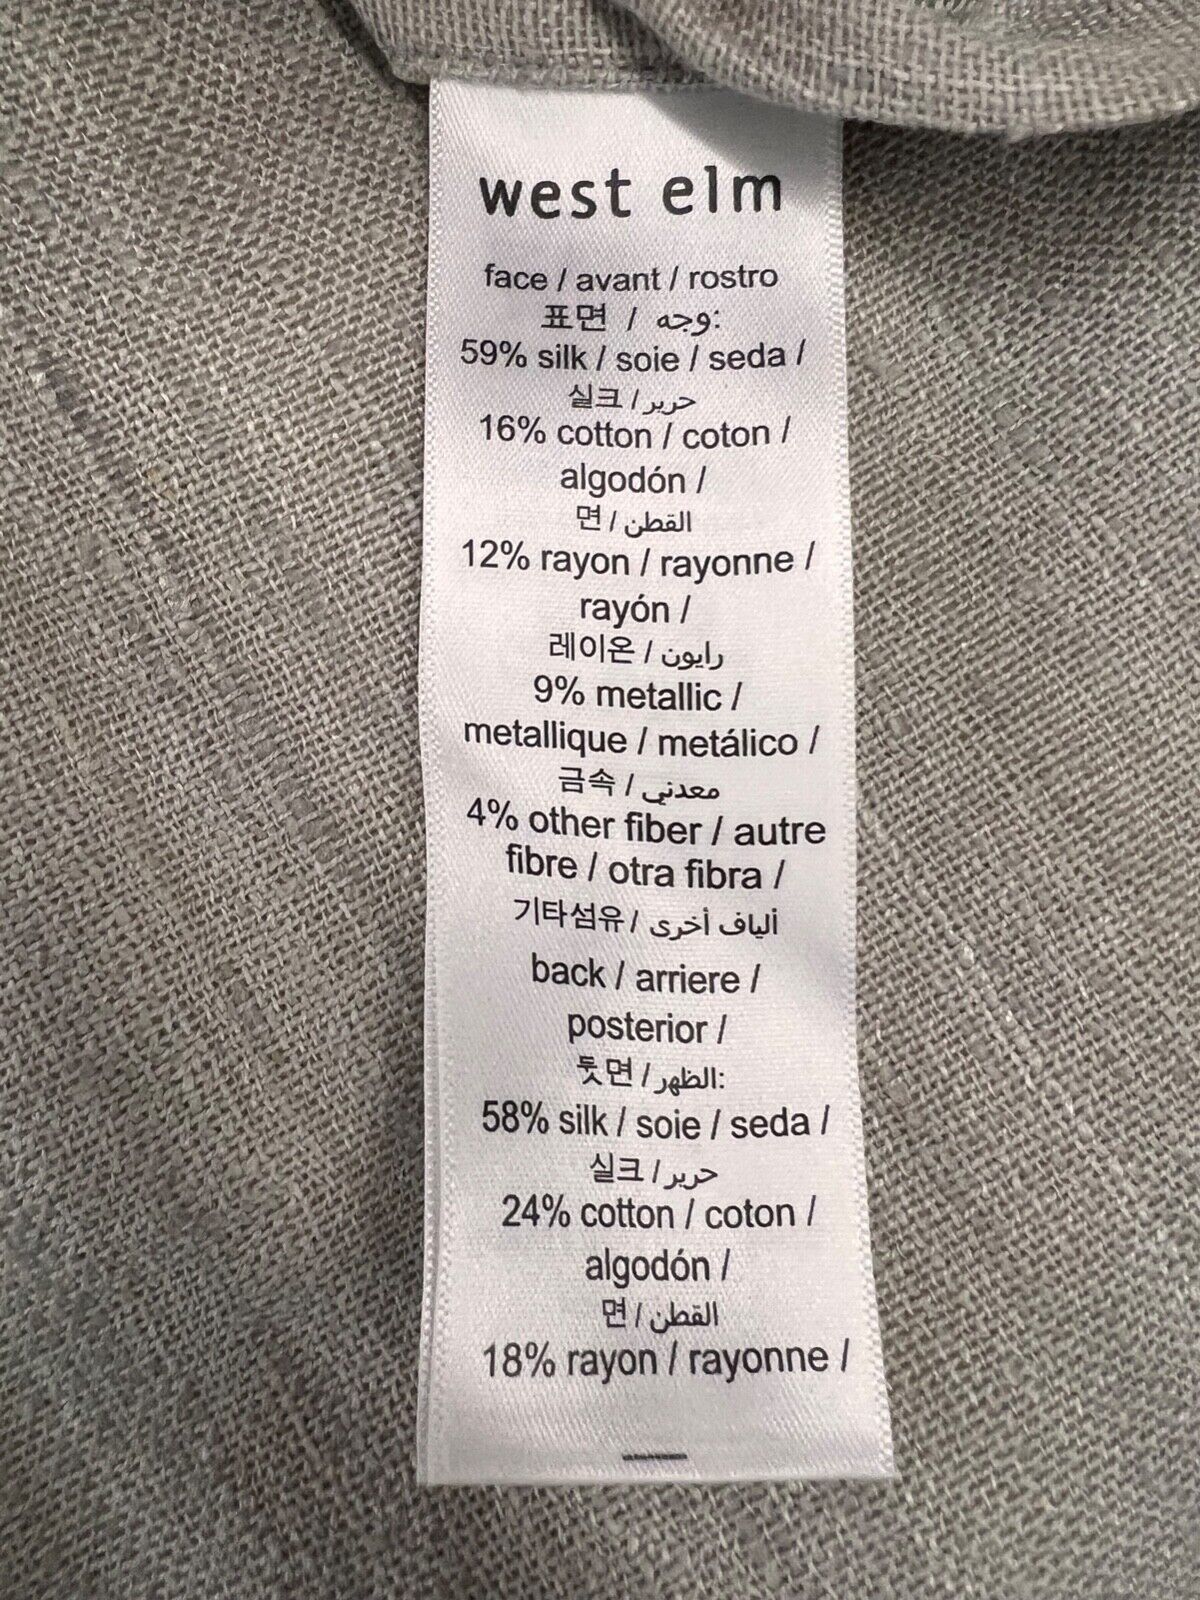 west elm
face / avant / rostro
표면 / وجه:
59% silk / soie / seda /
실크 / حرير
16% cotton / coton /
algodón /
면 / القطن
12% rayon / rayonne /
rayón /
레이온 / رايون
9% metallic /
metallique / metálico /
금속 / معدني
4% other fiber / autre
fibre / otra fibra /
기타섬유 / ألياف أخرى
back / arriere /
posterior /
뒷면 / الظهر:
58% silk / soie / seda /
실크 / حرير
24% cotton / coton /
algodón /
면 / القطن
18% rayon / rayonne /